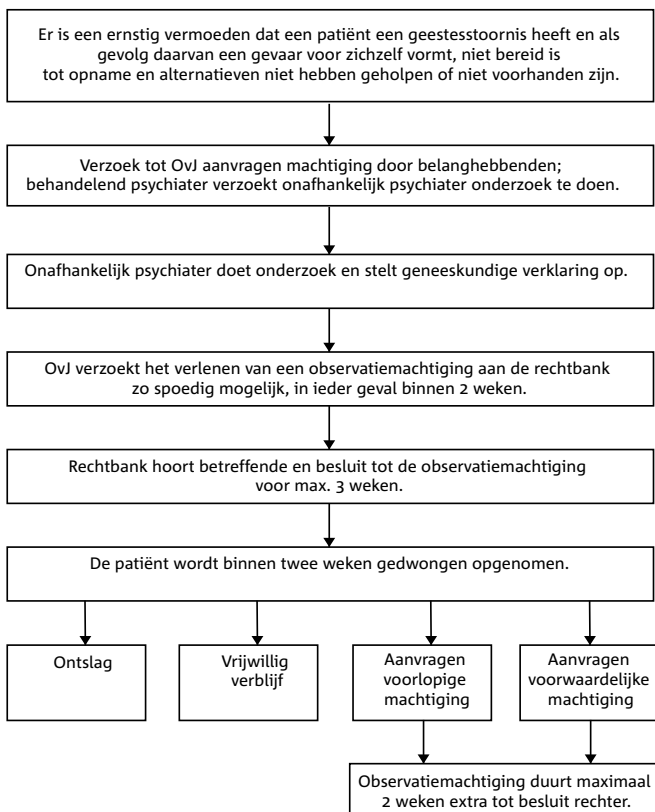 Er is een ernstig vermoeden dat een patiënt een geestesstoornis heeft en als
gevolg daarvan een gevaar voor zichzelf vormt, niet bereid is
tot opname en alternatieven niet hebben geholpen of niet voorhanden zijn.
Verzoek tot OvJ aanvragen machtiging door belanghebbenden;
behandelend psychiater verzoekt onafhankelijk psychiater onderzoek te doen.
Onafhankelijk psychiater doet onderzoek en stelt geneeskundige verklaring op.
OvJ verzoekt het verlenen van een observatiemachtiging aan de rechtbank
zo spoedig mogelijk, in ieder geval binnen 2 weken.
Rechtbank hoort betreffende en besluit tot de observatiemachtiging
voor max. 3 weken.
De patiënt wordt binnen twee weken gedwongen opgenomen.
Ontslag
Vrijwillig
verblijf
Aanvragen
voorlopige
machtiging
Aanvragen
voorwaardelijke
machtiging
Observatiemachtiging duurt maximaal
2 weken extra tot besluit rechter.